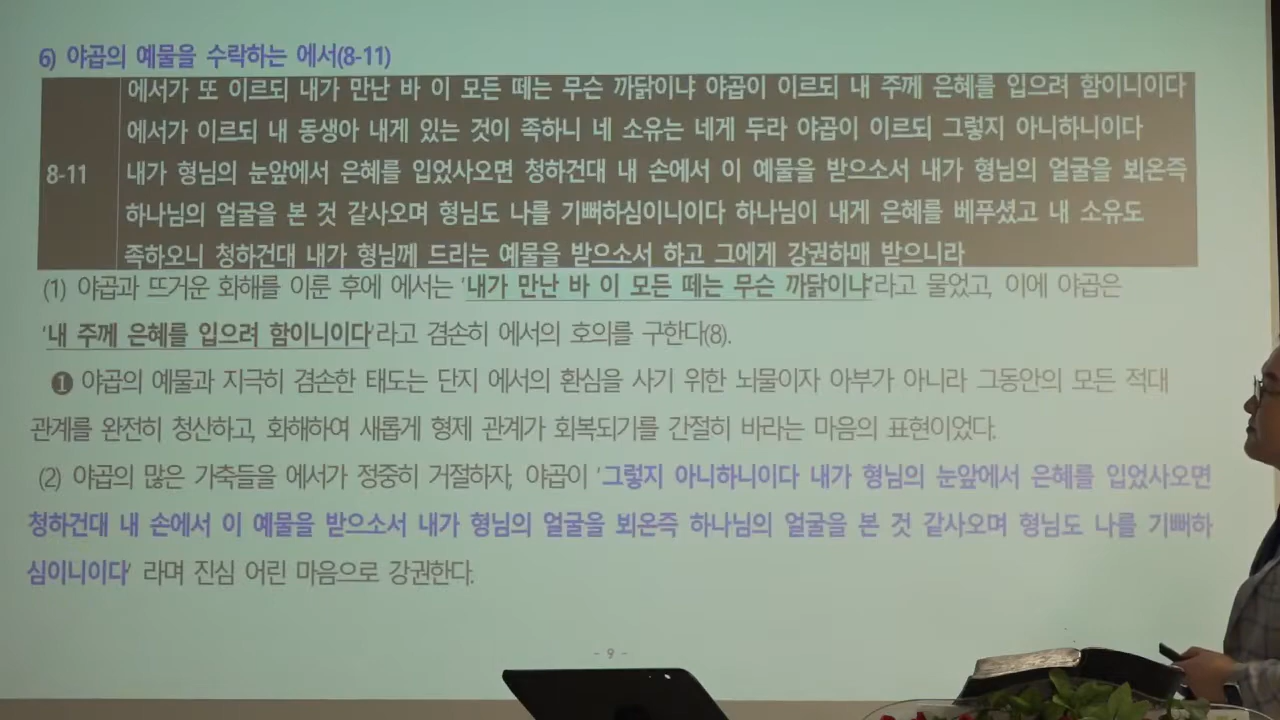 6) 야곱의 예물을 수락하는 에서(8-11)
에서가 또 이르되 내가 만난 바 이 모든 떼는 무슨 까닭이냐 야곱이 이르되 내 주께 은혜를 입으려 함이니이다
에서가 이르되 내 동생아 내게 있는 것이 족하니 네 소유는 네게 두라 야곱이 이르되 그렇지 아니하니이다
8-11 내가 형님의 눈앞에서 은혜를 입었사오면 청하건대 내 손에서 이 예물을 받으소서 내가 형님의 얼굴을 뵈온즉
하나님의 얼굴을 본 것 같사오며 형님도 나를 기뻐하심이니이다 하나님이 내게 은혜를 베푸셨고 내 소유도
족하오니 청하건대 내가 형님께 드리는 예물을 받으소서 하고 그에게 강권하매 받으니라
(1) 야곱과 뜨거운 화해를 이룬 후에 에서는 '내가 만난 바 이 모든 떼는 무슨 까닭이냐'라고 물었고, 이에 야곱은
'내 주께 은혜를 입으려 함이니이다'라고 겸손히 에서의 호의를 구한다(8).
❶ 야곱의 예물과 지극히 겸손한 태도는 단지 에서의 환심을 사기 위한 뇌물이자 아부가 아니라 그동안의 모든 적대
관계를 완전히 청산하고, 화해하여 새롭게 형제 관계가 회복되기를 간절히 바라는 마음의 표현이었다.
(2) 야곱의 많은 가축들을 에서가 정중히 거절하자, 야곱이 '그렇지 아니하니이다 내가 형님의 눈앞에서 은혜를 입었사오면
청하건대 내 손에서 이 예물을 받으소서 내가 형님의 얼굴을 뵈온즉 하나님의 얼굴을 본 것 같사오며 형님도 나를 기뻐하
심이니이다' 라며 진심 어린 마음으로 강권한다.
- 9 -